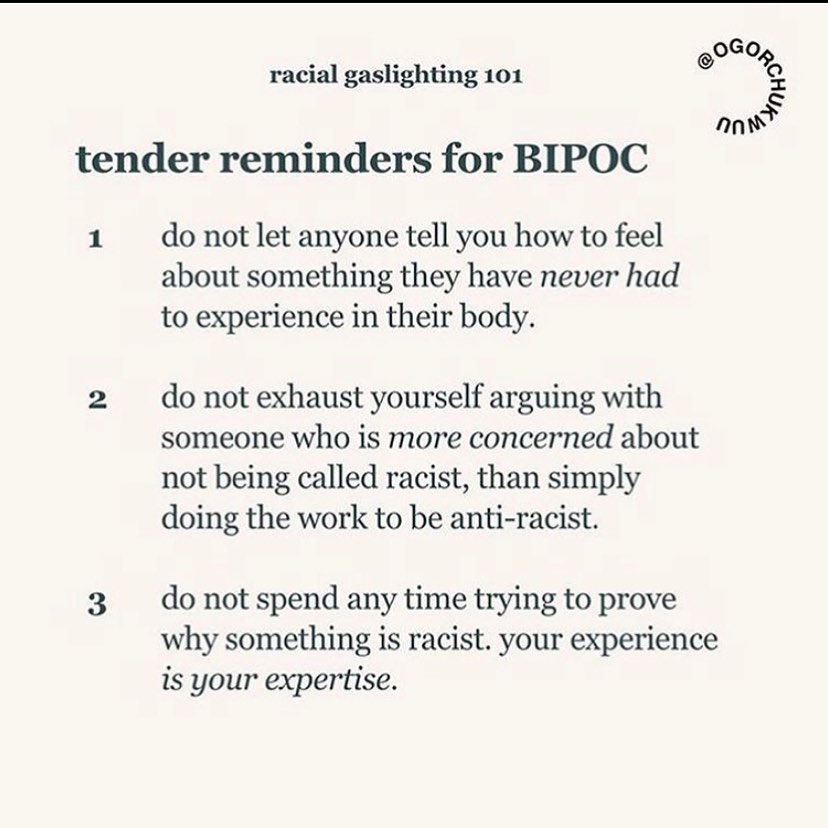 @OGORCHUKWUU
racial gaslighting 101
tender reminders for BIPOC
1 do not let anyone tell you how to feel
about something they have never had
to experience in their body.
2 do not exhaust yourself arguing with
someone who is more concerned about
not being called racist, than simply
doing the work to be anti-racist.
3 do not spend any time trying to prove
why something is racist. your experience
is your expertise.